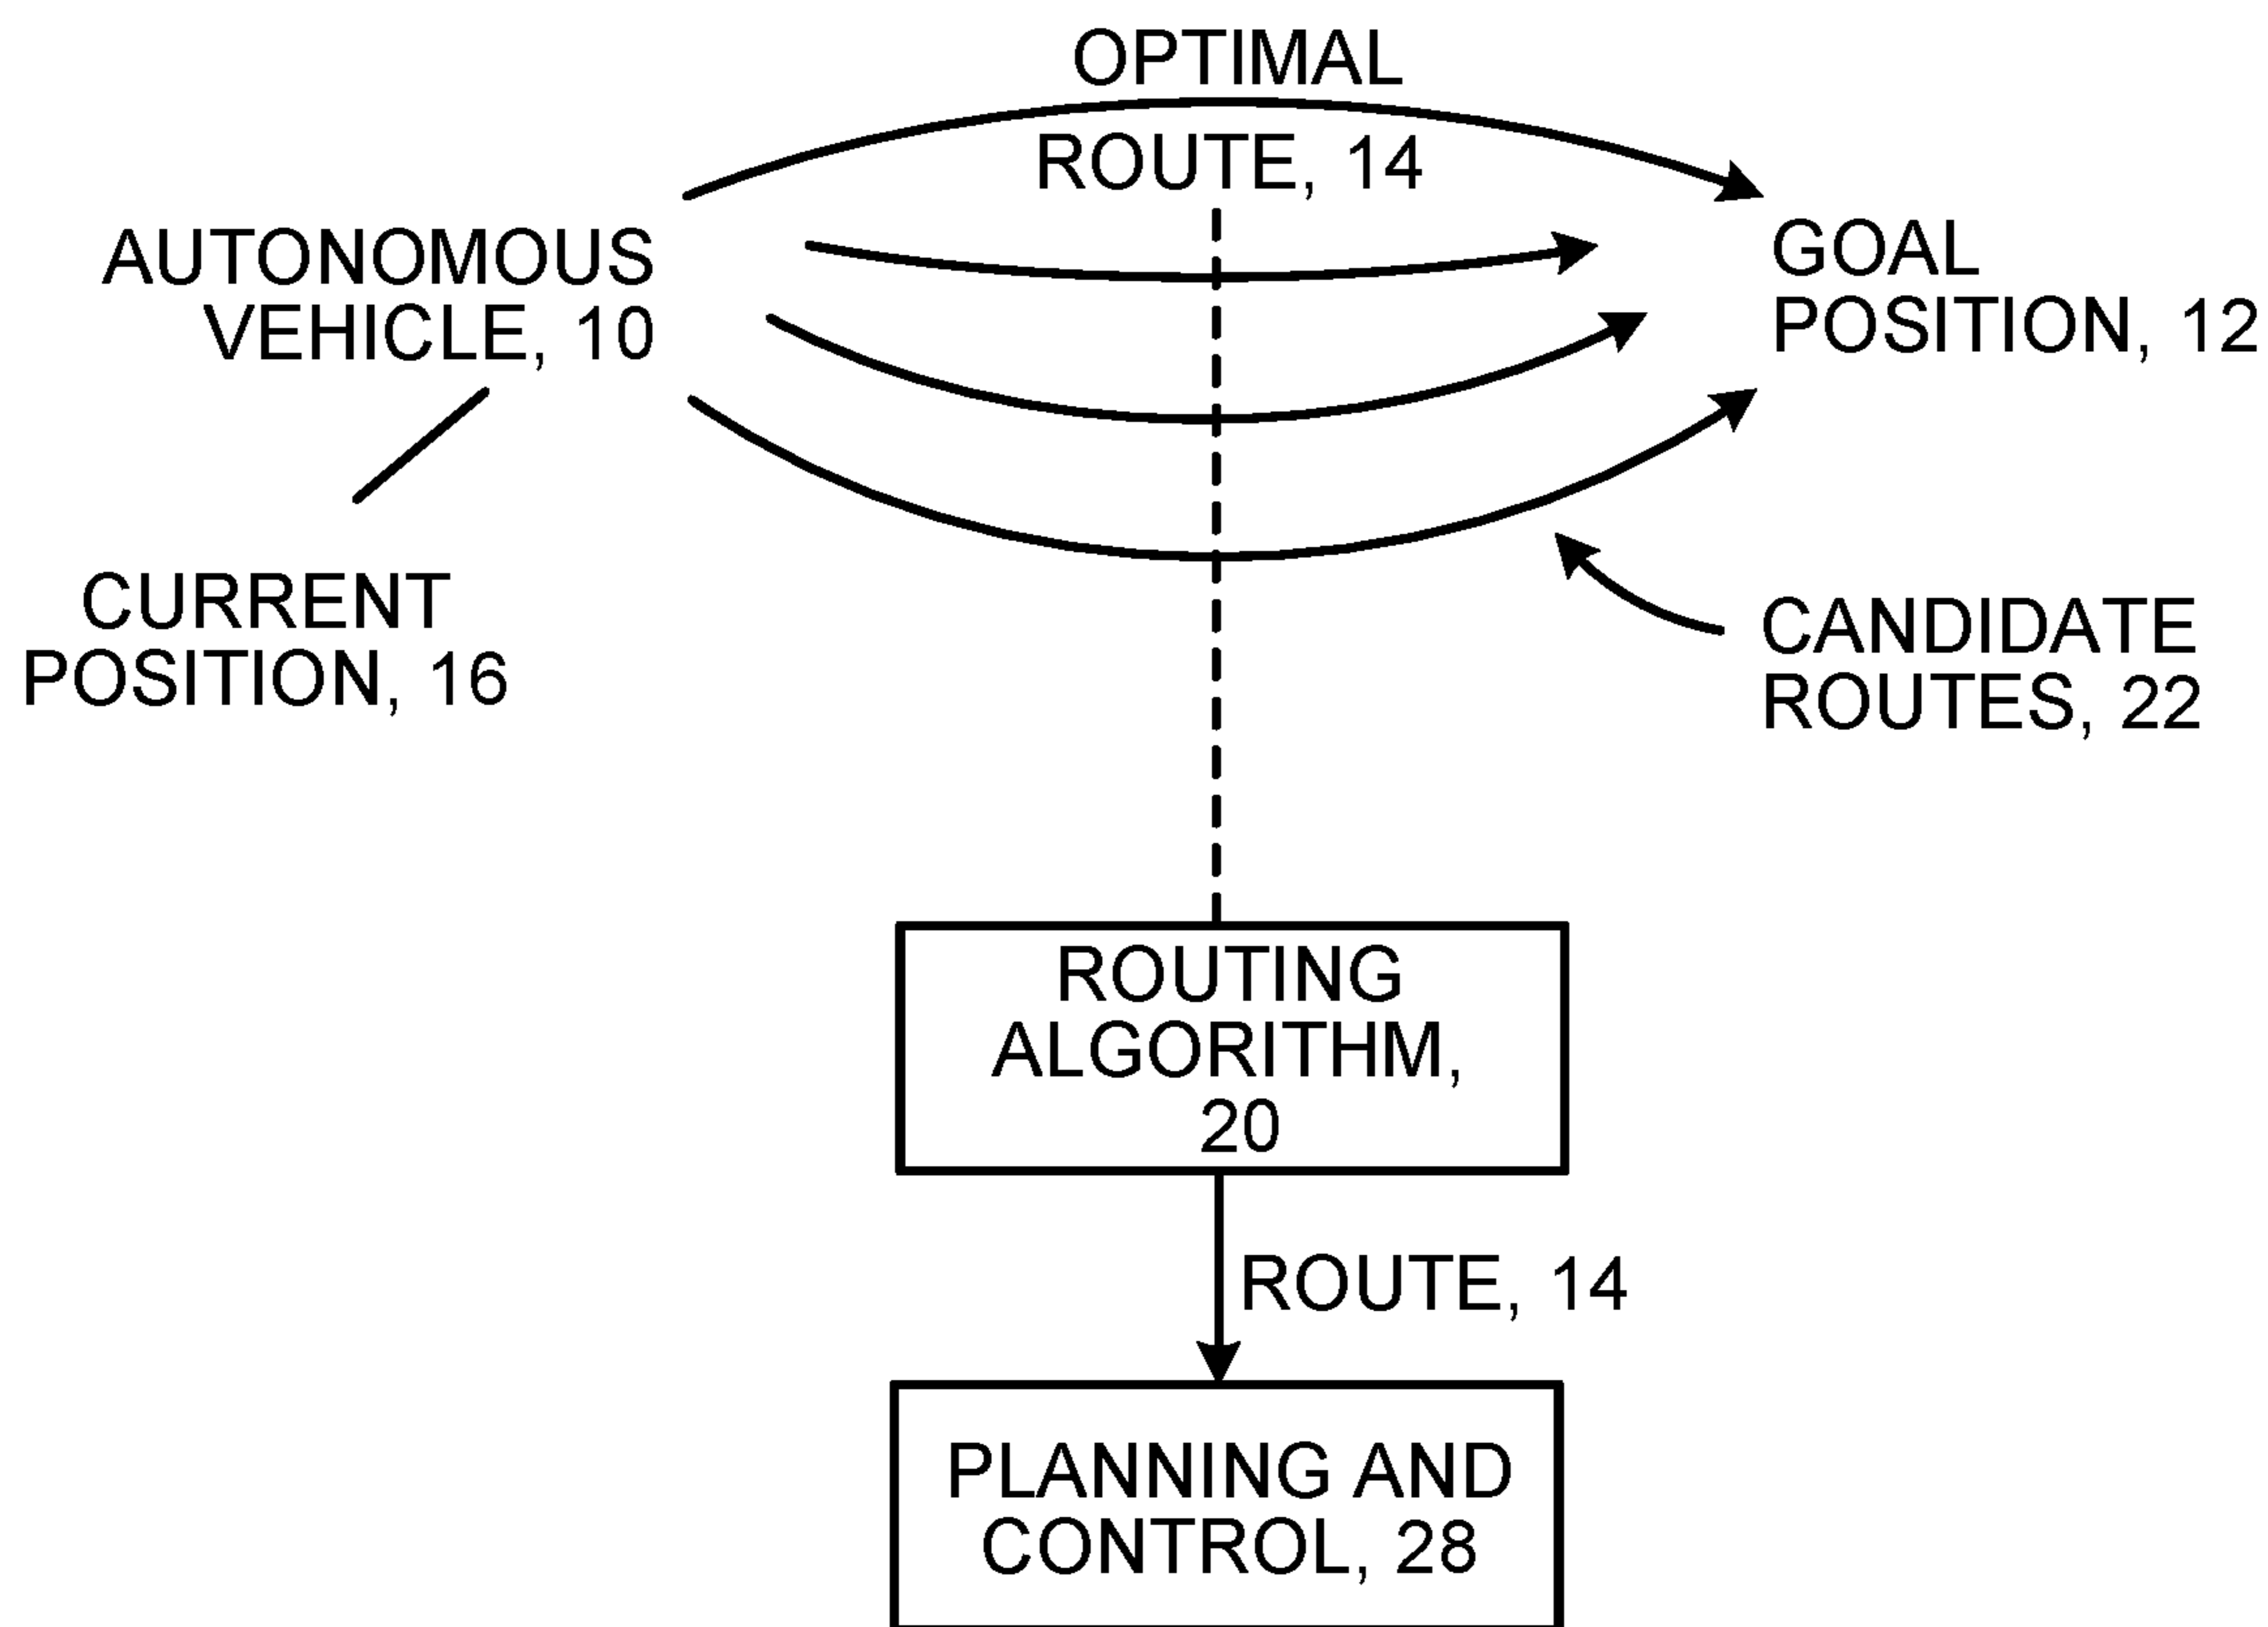 OPTIMAL
ROUTE, 14
AUTONOMOUS
VEHICLE, 10
GOAL
POSITION, 12
CURRENT
POSITION, 16
CANDIDATE
ROUTES, 22
ROUTING
ALGORITHM,
20
ROUTE, 14
PLANNING AND
CONTROL, 28